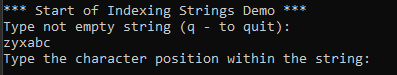 *** Start of Indexing Strings Demo ***
Type not empty string (q - to quit):
zyxabc
Type the character position within the string: